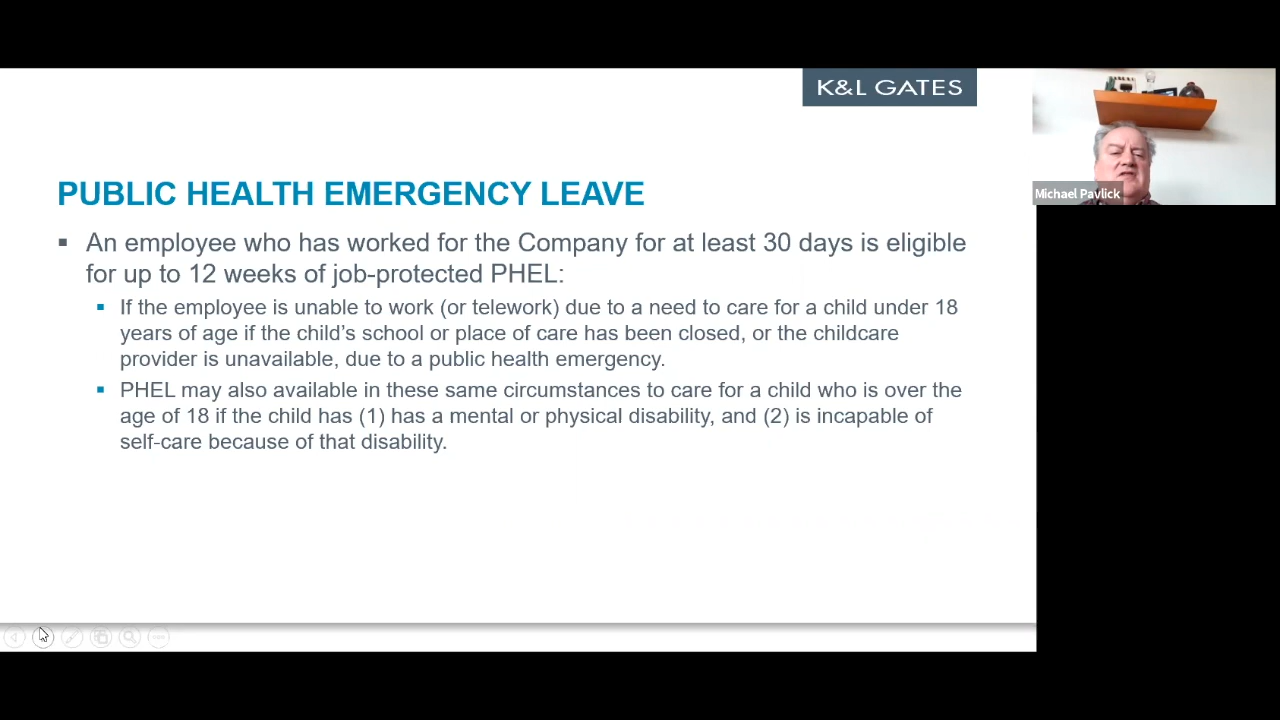 K&L GATES
Michael Pavlick
PUBLIC HEALTH EMERGENCY LEAVE
An employee who has worked for the Company for at least 30 days is eligible
for up to 12 weeks of job-protected PHEL:
If the employee is unable to work (or telework) due to a need to care for a child under 18
years of age if the child's school or place of care has been closed, or the childcare
provider is unavailable, due to a public health emergency.
PHEL may also available in these same circumstances to care for a child who is over the
age of 18 if the child has (1) has a mental or physical disability, and (2) is incapable of
self-care because of that disability.